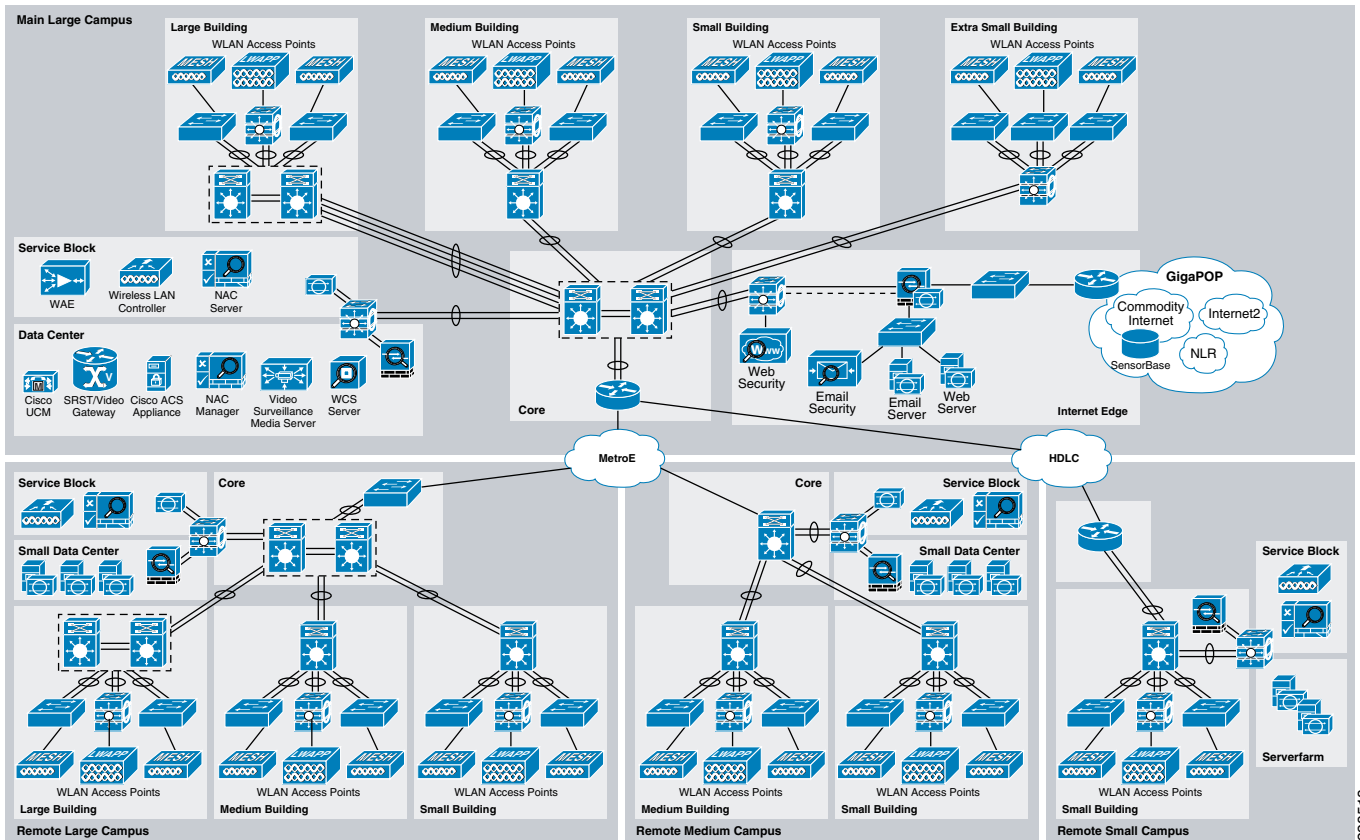 Main Large Campus
Large Building
WLAN Access Points
MESH
LWAPP
MESH
Medium Building
WLAN Access Points
MESH
LWAPP
MESH
Small Building
WLAN Access Points
MESH
LWAPP
MESH
Extra Small Building
WLAN Access Points
MESH
LWAPP
MESH
Service Block
WAE
Wireless LAN
Controller
NAC
Server
Data Center
Cisco
UCM
M
SRST/Video
Gateway
V
Cisco ACS
Appliance
NAC
Manager
Video
Surveillance
Media Server
WCS
Server
Core
Web
Security
WWW
Email
Security
Email
Server
Web
Server
Internet Edge
GigaPOP
Commodity
Internet
Internet2
SensorBase
NLR
MetroE
HDLC
Service Block
Core
Small Data Center
MESH
LWAPP
MESH
WLAN Access Points
Large Building
MESH
LWAPP
MESH
WLAN Access Points
Medium Building
MESH
LWAPP
MESH
WLAN Access Points
Small Building
Remote Large Campus
Core
Service Block
Small Data Center
MESH
LWAPP
MESH
WLAN Access Points
Medium Building
MESH
LWAPP
MESH
WLAN Access Points
Small Building
Remote Medium Campus
Service Block
Serverfarm
MESH
LWAPP
MESH
WLAN Access Points
Small Building
Remote Small Campus